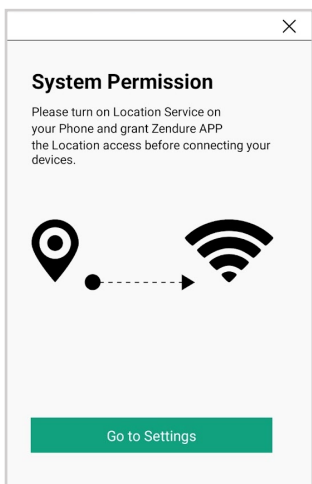 System Permission
Please turn on Location Service on
your Phone and grant Zendure APP
the Location access before connecting your
devices.
Go to Settings